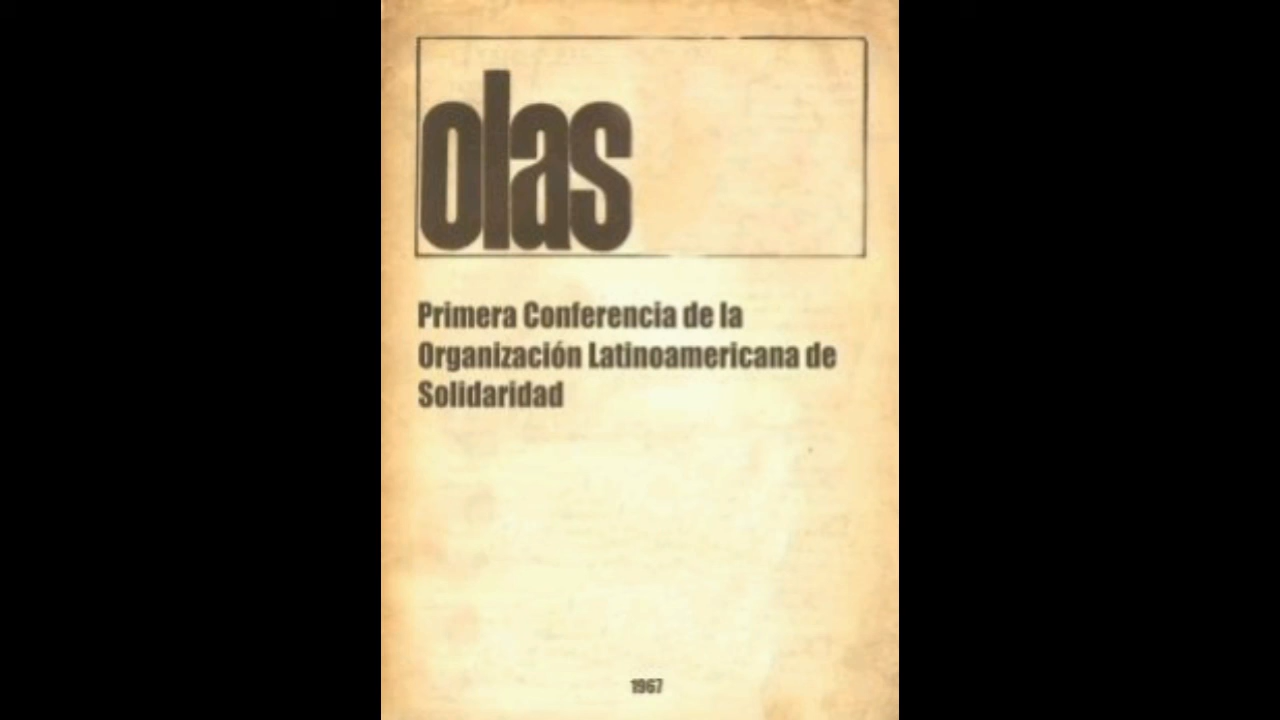 olas
Primera Conferencia de la
Organización Latinoamericana de
Solidaridad
1967